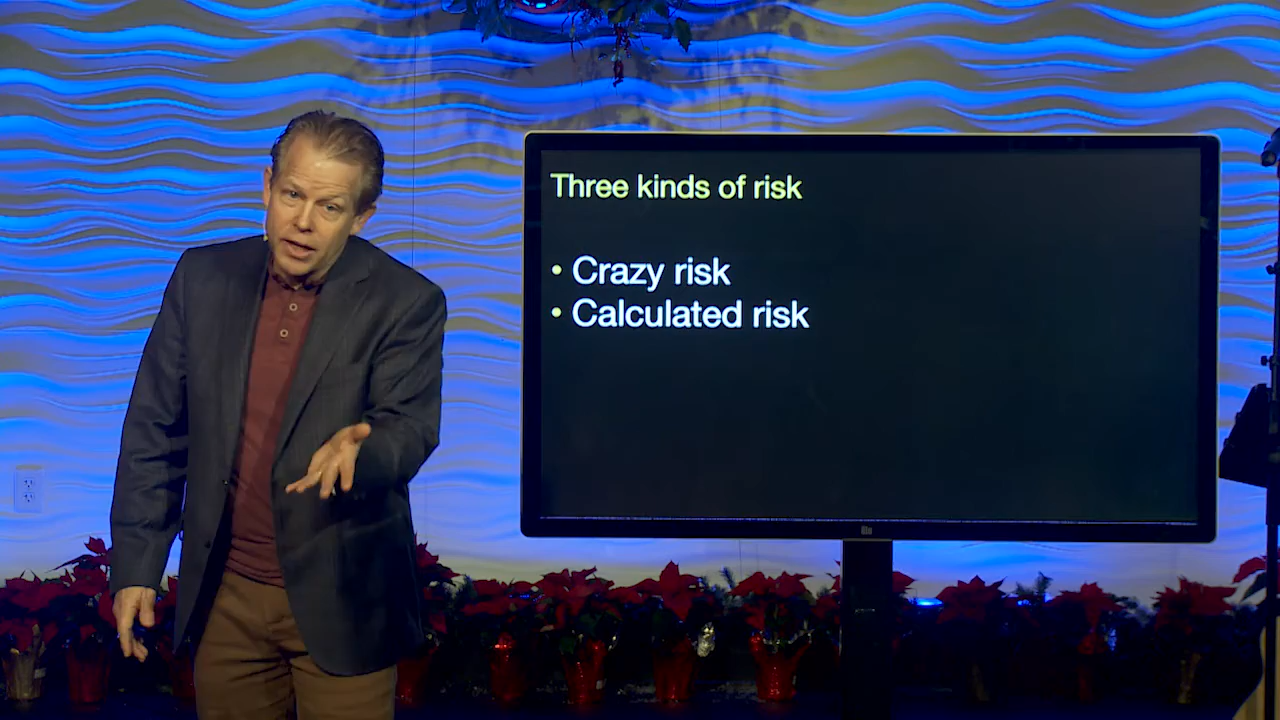 Three kinds of risk
• Crazy risk
• Calculated risk